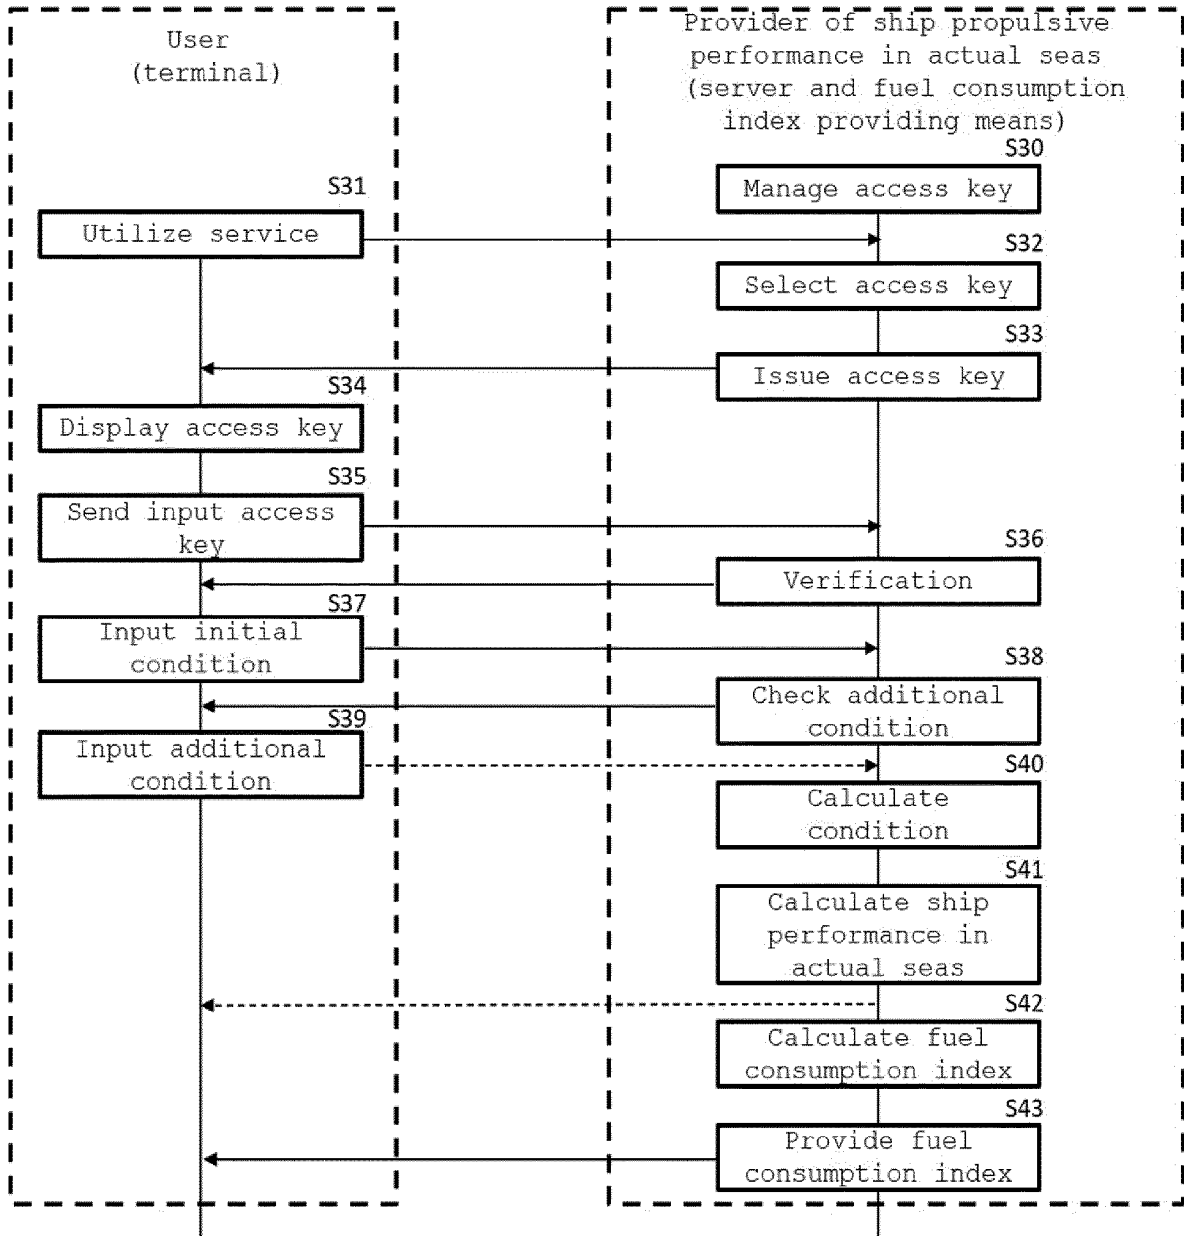 User
(terminal)
Provider of ship propulsive
performance in actual seas
(server and fuel consumption
index providing means)
S30
Manage access key
S31
Utilize service
S32
Select access key
S33
Issue access key
S34
Display access key
S35
Send input access
key
S36
Verification
S37
Input initial
condition
S38
Check additional
condition
S39
Input additional
condition
S40
Calculate
condition
S41
Calculate ship
performance in
actual seas
S42
Calculate fuel
consumption index
S43
Provide fuel
consumption index